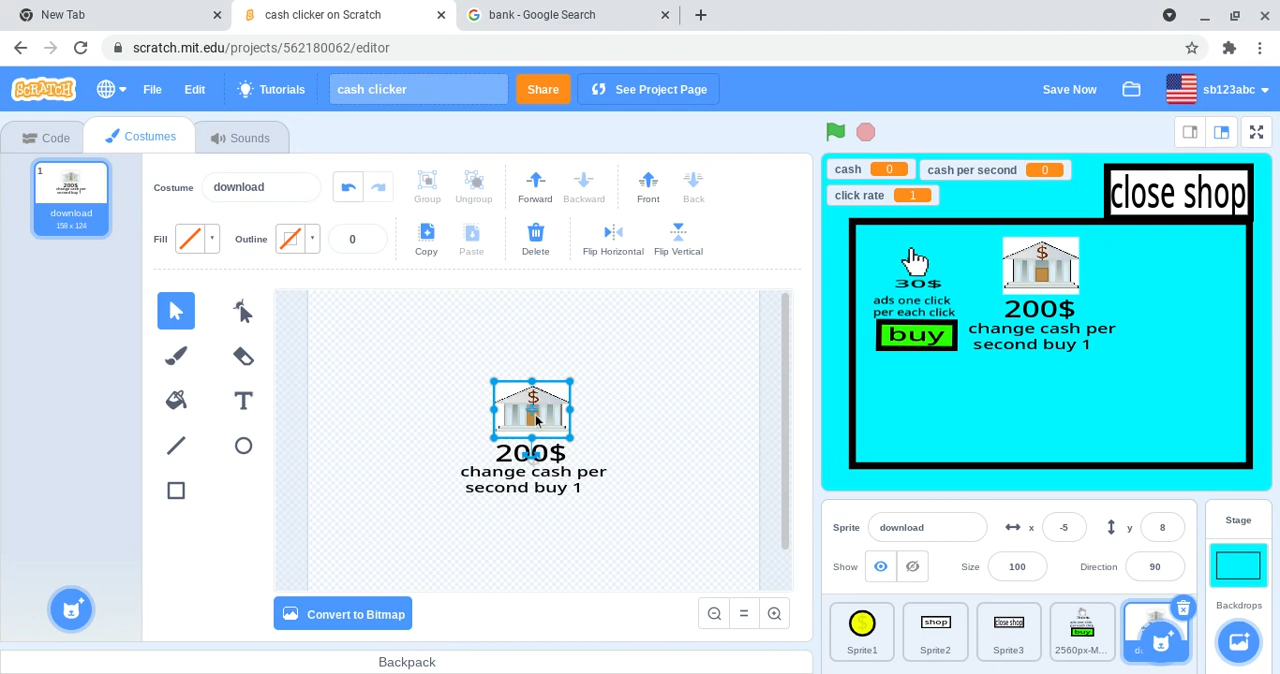 New Tab
cash clicker on Scratch
bank - Google Search
scratch.mit.edu/projects/562180062/editor
SCRATCH
File
Edit
Tutorials
cash clicker
Share
See Project Page
Save Now
sb123abc
Code
Costumes
Sounds
1
download
158 x 124
Costume
download
Group
Ungroup
Forward
Backward
Front
Back
Fill
Outline
0
Copy
Paste
Delete
Flip Horizontal
Flip Vertical
$
200$
change cash per
second buy 1
Convert to Bitmap
Backpack
cash 0
cash per second 0
click rate 1
close shop
30$
ads one click
per each click
buy
$
200$
change cash per
second buy 1
Sprite
download
x
-5
y
8
Show
Size
100
Direction
90
Stage
Backdrops
Sprite1
shop
Sprite2
close shop
Sprite3
buy
2560px-M...